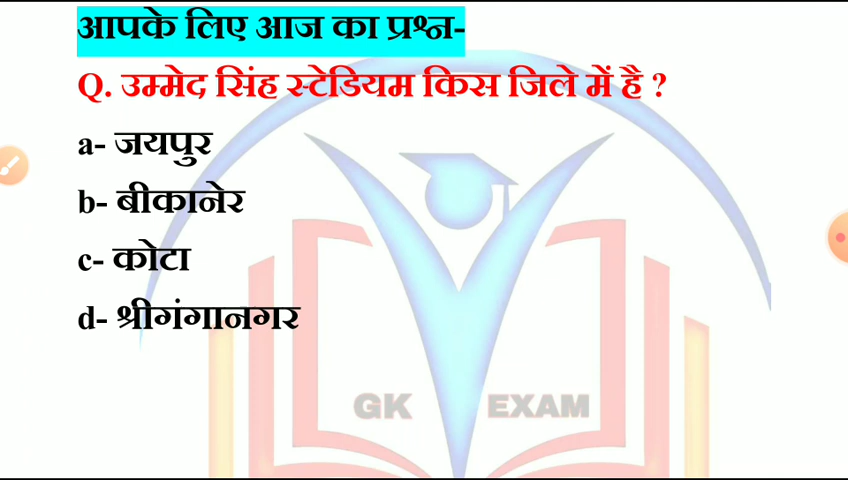 आपके लिए आज का प्रश्न-
Q. उम्मेद सिंह स्टेडियम किस जिले में है ?
a- जयपुर
b- बीकानेर
c- कोटा
d- श्रीगंगानगर
GK EXAM